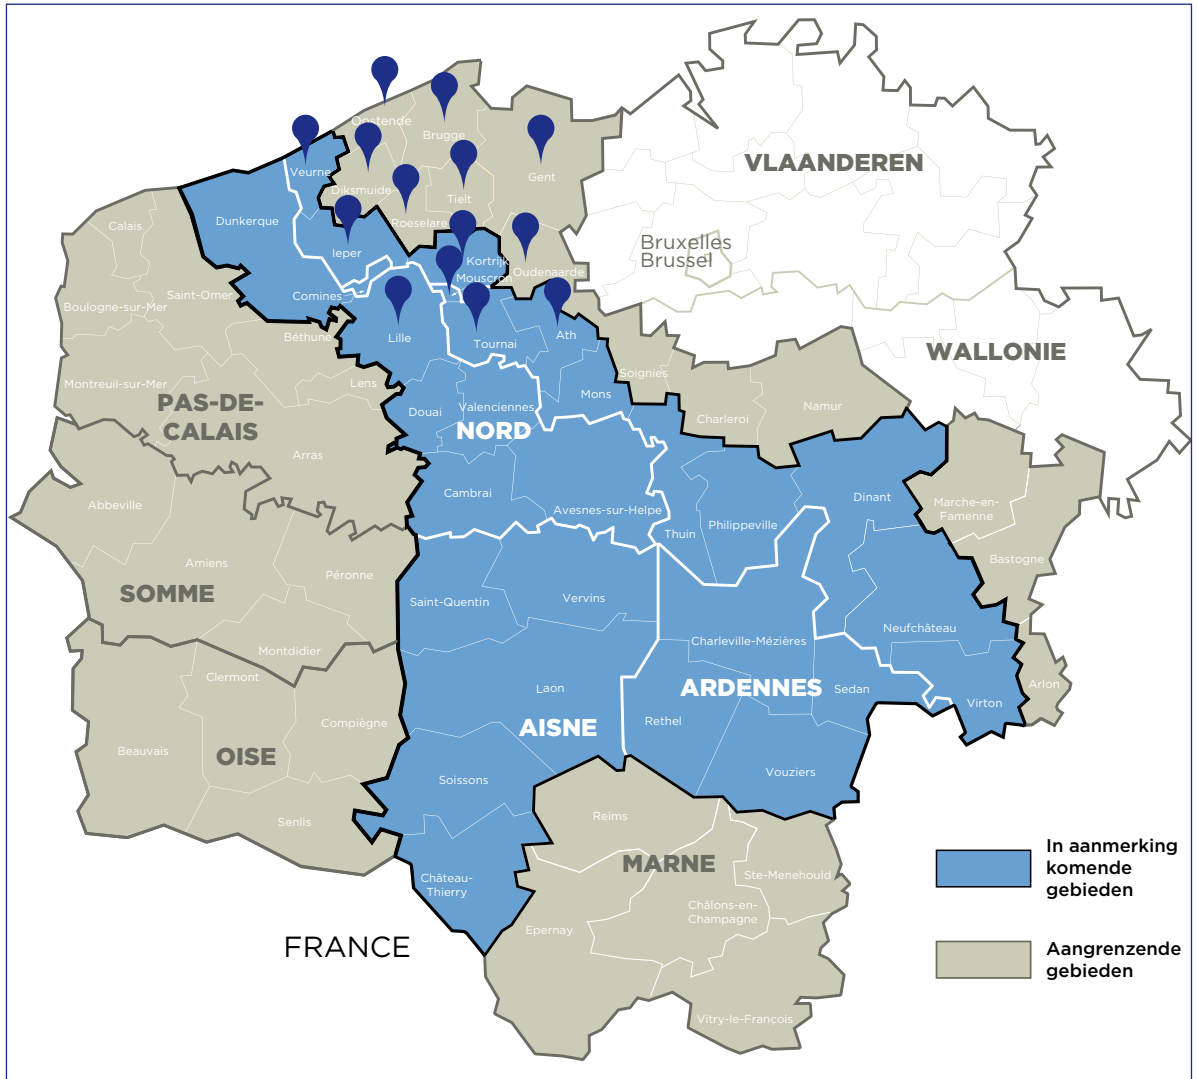 Oostende
Brugge
Veurne
Diksmuide
Tielt
Gent
Roeselare
Dunkerque
Ieper
Kortrijk
Mouscron
Oudenaarde
Comines
Lille
Tournai
Ath
VLAANDEREN
Bruxelles
Brussel
WALLONIE
Calais
Saint-Omer
Boulogne-sur-Mer
Béthune
Montreuil-sur-Mer
Lens
PAS-DE-
CALAIS
Arras
Douai
Valenciennes
NORD
Mons
Soignies
Charleroi
Namur
Cambrai
Avesnes-sur-Helpe
Thuin
Philippeville
Dinant
Marche-en-
Famenne
Bastogne
Abbeville
Amiens
Péronne
SOMME
Montdidier
Saint-Quentin
Vervins
Charleville-Mézières
Neufchâteau
Laon
ARDENNES
Sedan
Virton
Arlon
AISNE
Rethel
Clermont
Compiègne
Beauvais
OISE
Senlis
Soissons
Vouziers
Château-
Thierry
Reims
MARNE
Ste-Menehould
Châlons-en-
Champagne
Epernay
Vitry-le-François
FRANCE
In aanmerking
komende
gebieden
Aangrenzende
gebieden